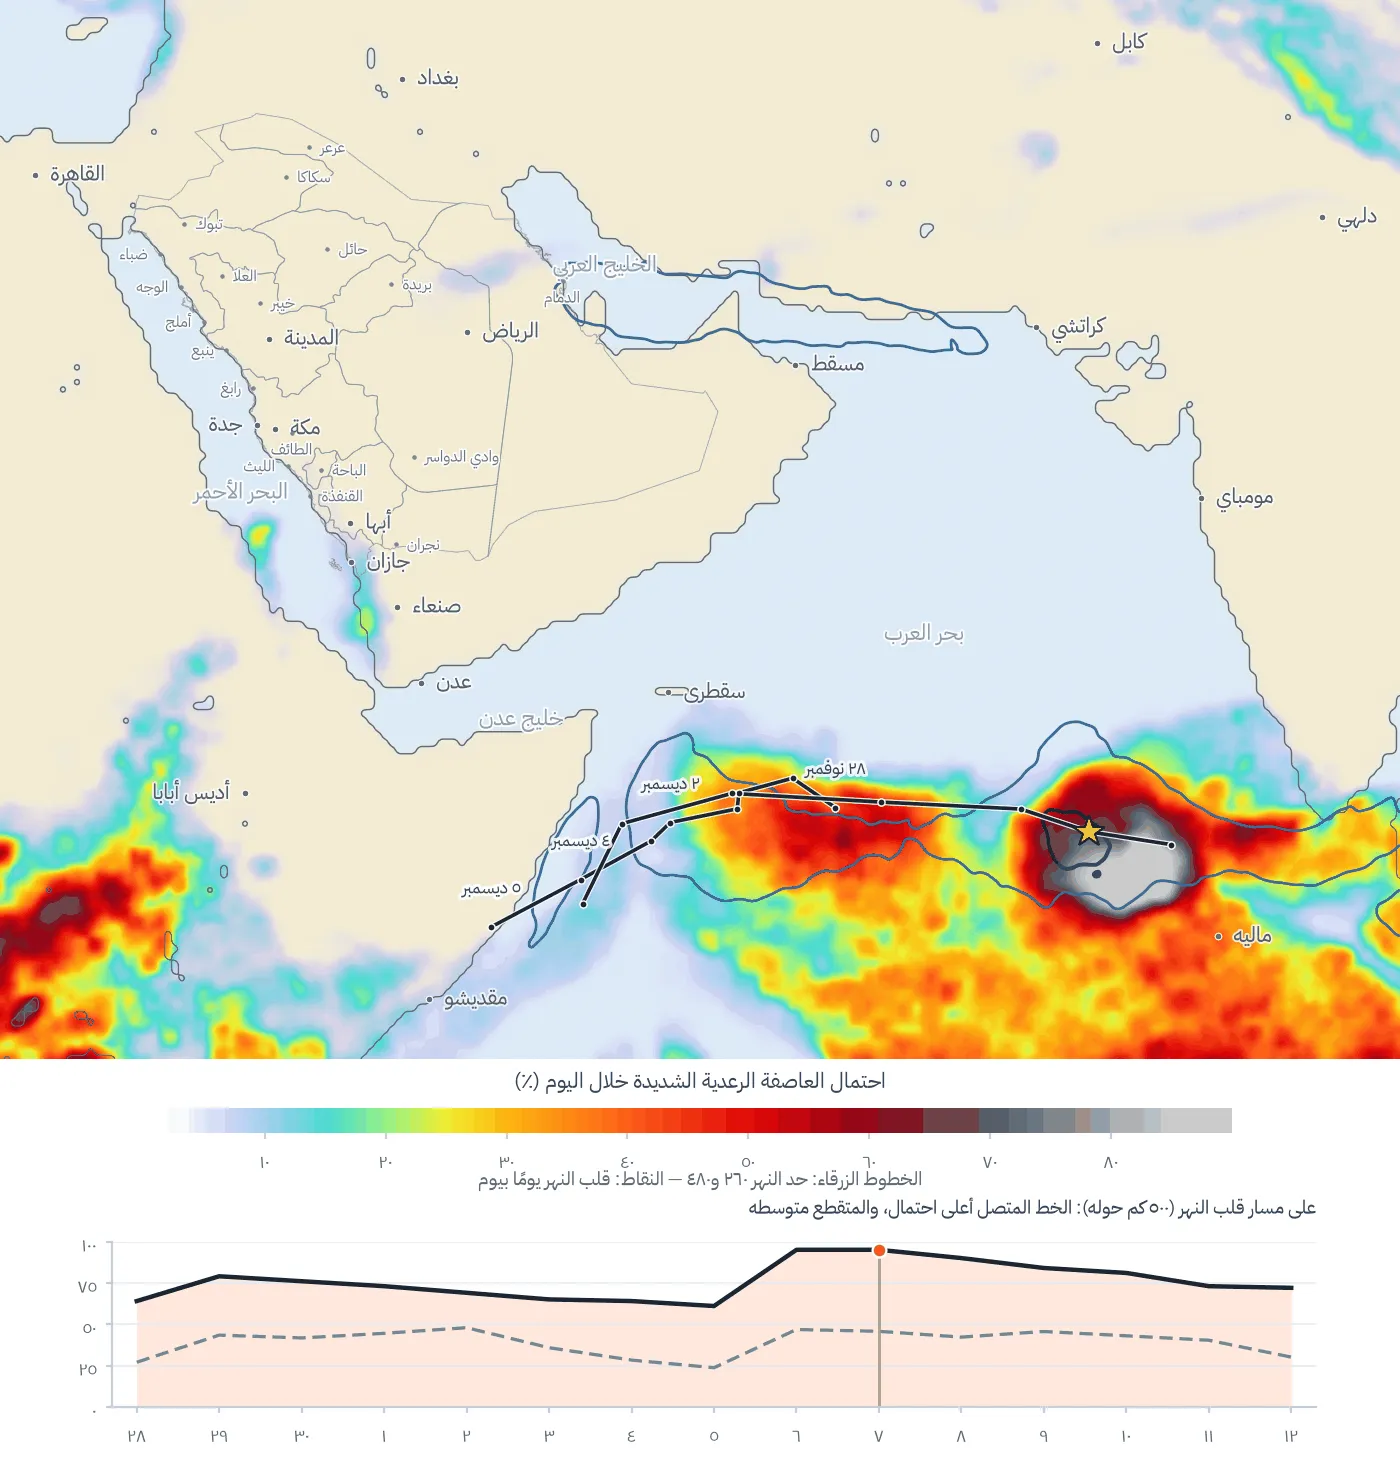 كابل
بغداد
عرعر
القاهرة
سكاكا
دلهي
تبوك
ضباء
حائل
الخليج العربي
العلا
بريدة
الوجه
الدمام
خيبر
أملج
كراتشي
الرياض
المدينة
ينبع
مسقط
رابغ
جدة
مكة
الطائف
وادي الدواسر
الليث
الباحة
البحر الأحمر
القنفذة
مومباي
أبها
نجران
جازان
صنعاء
بحر العرب
عدن
سقطرى
خليج عدن
٢٨ نوفمبر
٢ ديسمبر
أديس أبابا
٤ ديسمبر
٥ ديسمبر
ماليه
مقديشو
احتمال العاصفة الرعدية الشديدة خلال اليوم (٪)
١٠ ٢٠ ٣٠ ٤٠ ٥٠ ٦٠ ٧٠ ٨٠
الخطوط الزرقاء: حد النهر ٢٦٠ و٤٨٠ — النقاط: قلب النهر يومًا بيوم
على مسار قلب النهر (٥٠٠ كم حوله): الخط المتصل أعلى احتمال، والمتقطع متوسطه
١٠٠
٧٥
٥٠
٢٥
٠
٢٨ ٢٩ ٣٠ ١ ٢ ٣ ٤ ٥ ٦ ٧ ٨ ٩ ١٠ ١١ ١٢